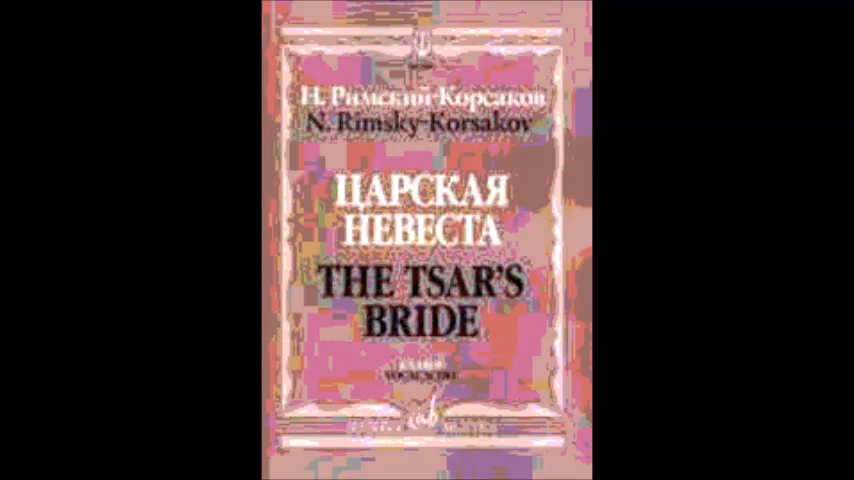 Н. Римский-Корсаков
N. Rimsky-Korsakov
ЦАРСКАЯ
НЕВЕСТА
THE TSAR'S
BRIDE